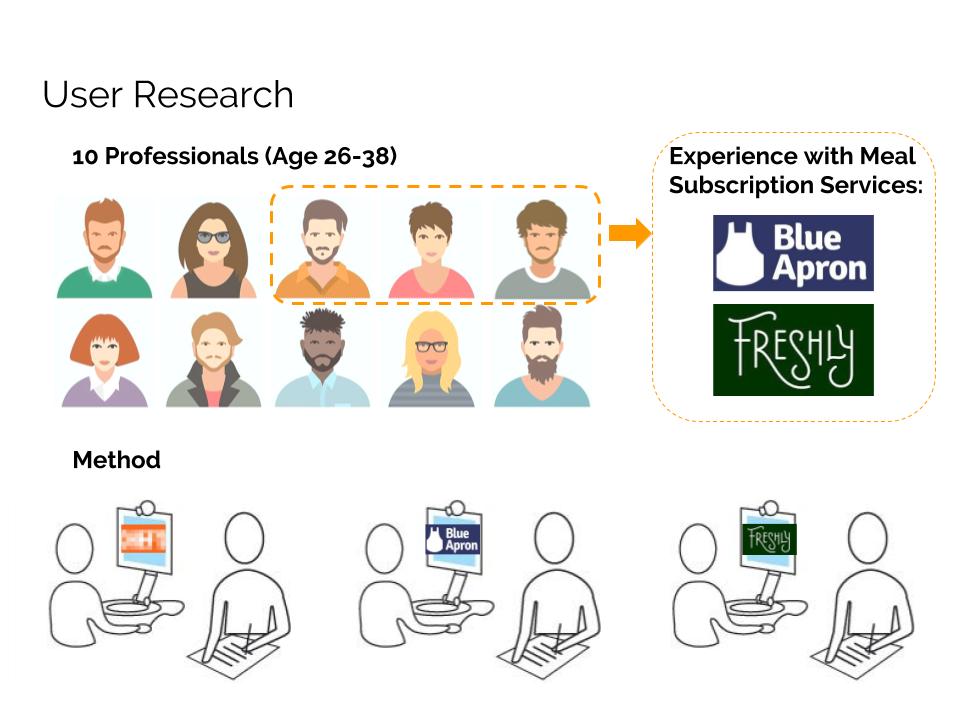 User Research
10 Professionals (Age 26-38)
Experience with Meal
Subscription Services:
Blue
Apron
FRESHLY
Method
Blue
Apron
FRESHLY